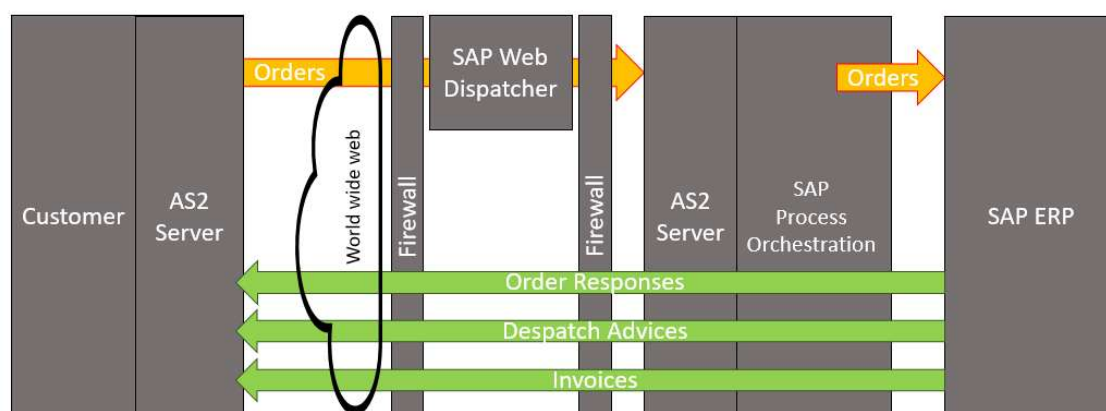 Orders
SAP Web
Dispatcher
Orders
Customer
AS2
Server
World wide web
Firewall
Firewall
AS2
Server
SAP
Process
Orchestration
SAP ERP
Order Responses
Despatch Advices
Invoices